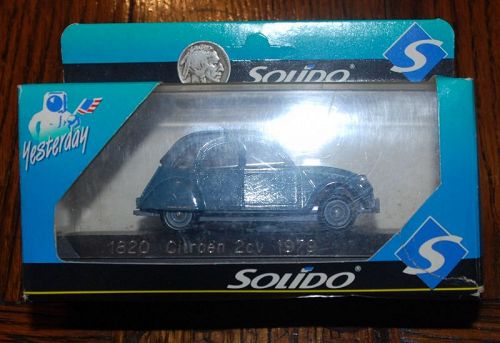 SOLIDO®
S
Yesterday
1820 Citroën 2cv 1979
S
SOLIDO®